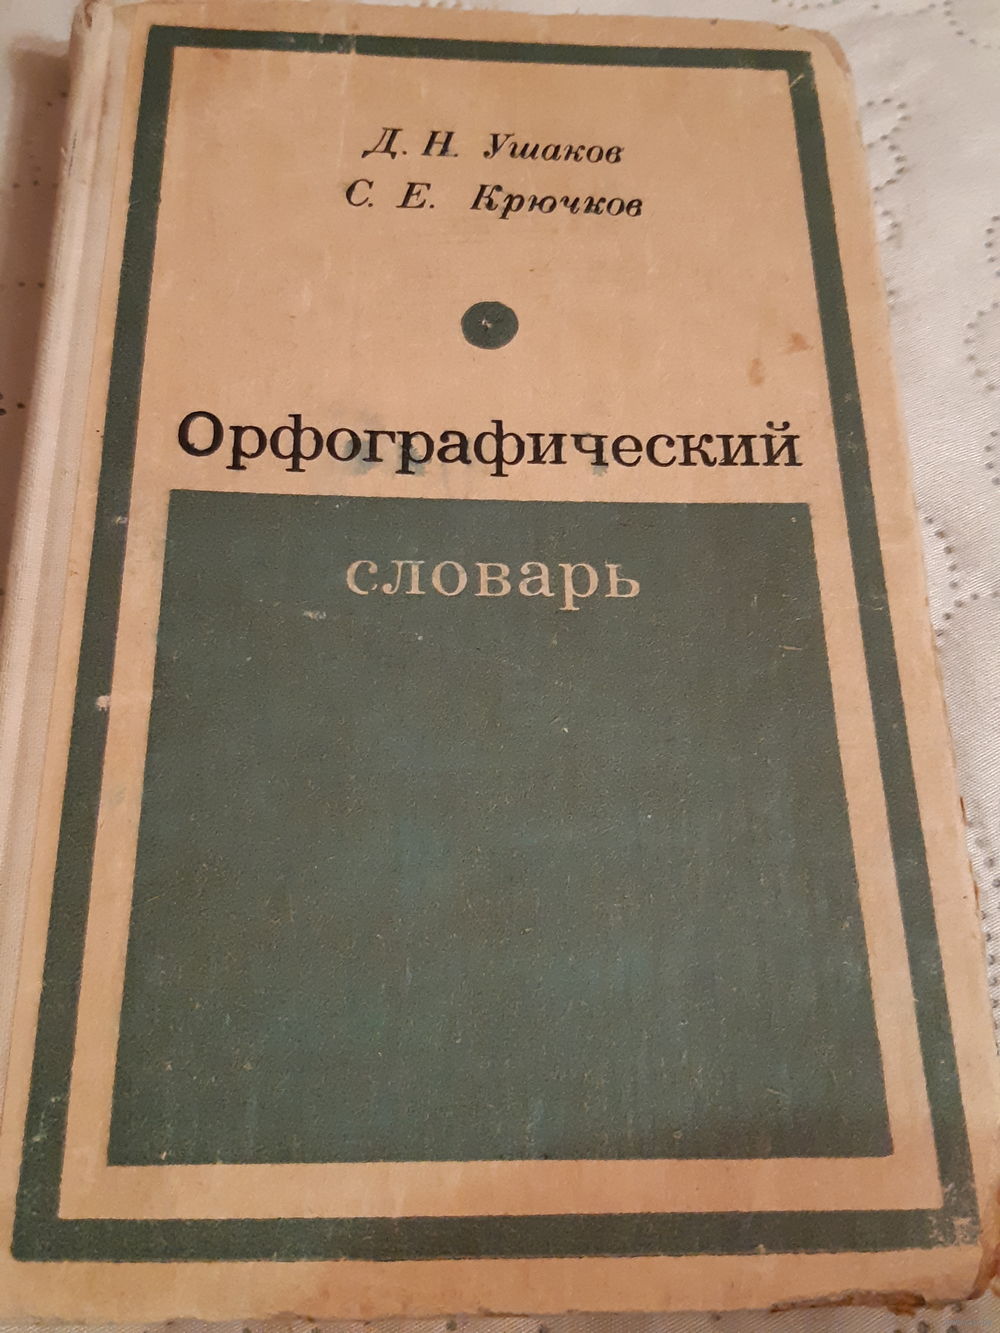 Д. Н. Ушаков
С. Е. Крючков
Орфографический
словарь